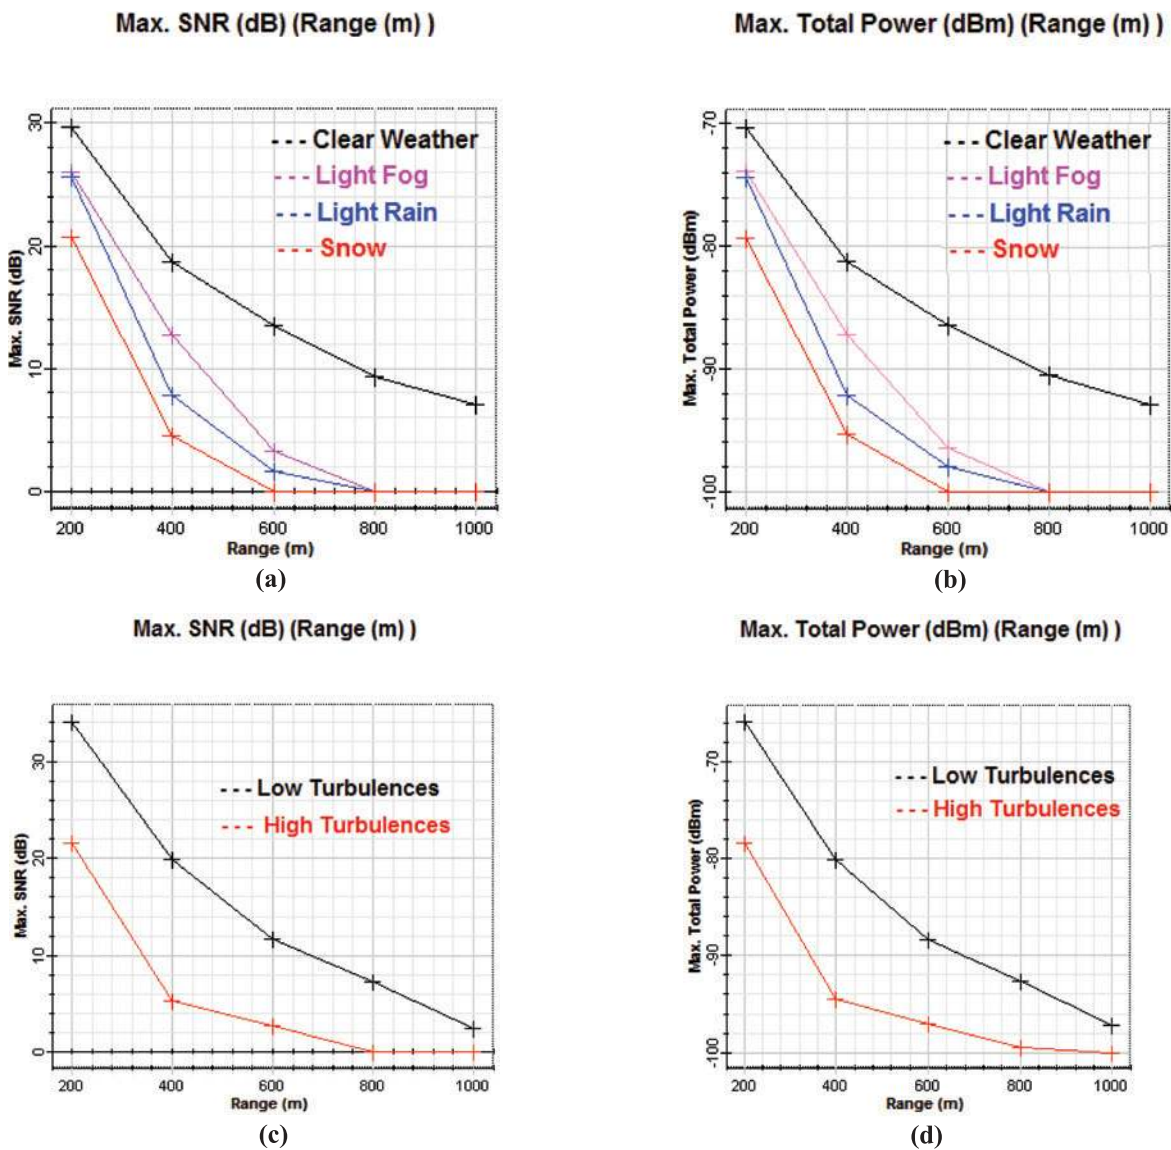 Max. SNR (dB) (Range (m) )
30
20
10
0
Max. SNR (dB)
--- Clear Weather
--- Light Fog
--- Light Rain
--- Snow
200 400 600 800 1000
Range (m)
(a)
Max. Total Power (dBm) (Range (m) )
-70
-80
-90
-100
Max. Total Power (dBm)
--- Clear Weather
--- Light Fog
--- Light Rain
--- Snow
200 400 600 800 1000
Range (m)
(b)
Max. SNR (dB) (Range (m) )
30
20
10
0
Max. SNR (dB)
--- Low Turbulences
--- High Turbulences
200 400 600 800 1000
Range (m)
(c)
Max. Total Power (dBm) (Range (m) )
-70
-80
-90
-100
Max. Total Power (dBm)
--- Low Turbulences
--- High Turbulences
200 400 600 800 1000
Range (m)
(d)